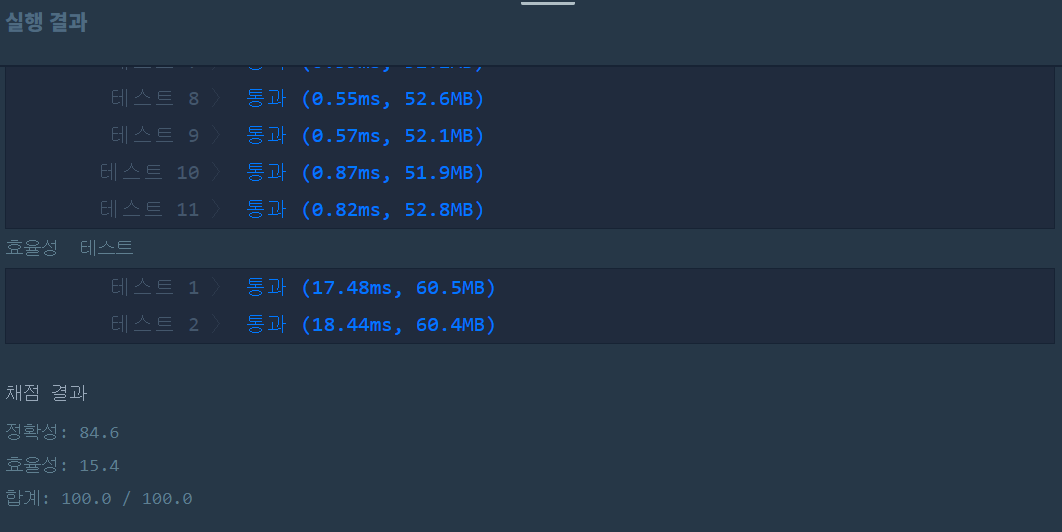 실행 결과
테스트 8 〉 통과 (0.55ms, 52.6MB)
테스트 9 〉 통과 (0.57ms, 52.1MB)
테스트 10 〉 통과 (0.87ms, 51.9MB)
테스트 11 〉 통과 (0.82ms, 52.8MB)
효율성 테스트
테스트 1 〉 통과 (17.48ms, 60.5MB)
테스트 2 〉 통과 (18.44ms, 60.4MB)
채점 결과
정확성: 84.6
효율성: 15.4
합계: 100.0 / 100.0